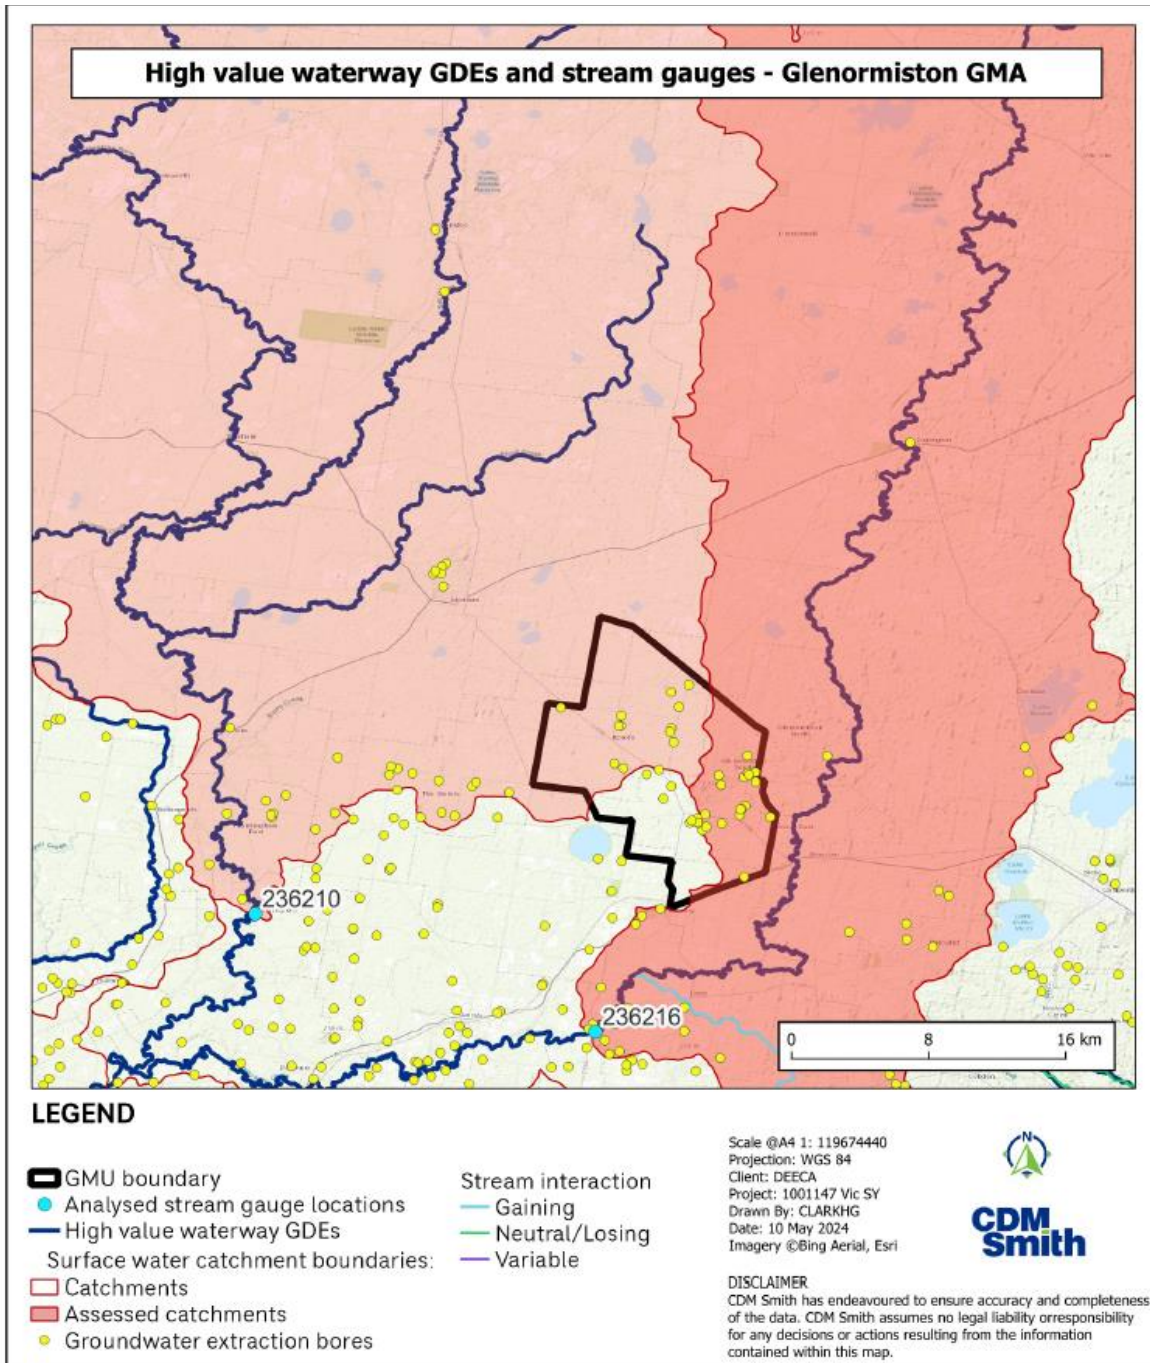 High value waterway GDEs and stream gauges - Glenormiston GMA
236210
236216
0 8 16 km
LEGEND
GMU boundary
Analysed stream gauge locations
High value waterway GDEs
Surface water catchment boundaries:
Catchments
Assessed catchments
Groundwater extraction bores
Stream interaction
Gaining
Neutral/Losing
Variable
Scale @A4 1: 119674440
Projection: WGS 84
Client: DEECA
Project: 1001147 Vic SY
Drawn By: CLARKHG
Date: 10 May 2024
Imagery ©Bing Aerial, Esri
N
CDM
Smith
DISCLAIMER
CDM Smith has endeavoured to ensure accuracy and completeness
of the data. CDM Smith assumes no legal liability orresponsibility
for any decisions or actions resulting from the information
contained within this map.